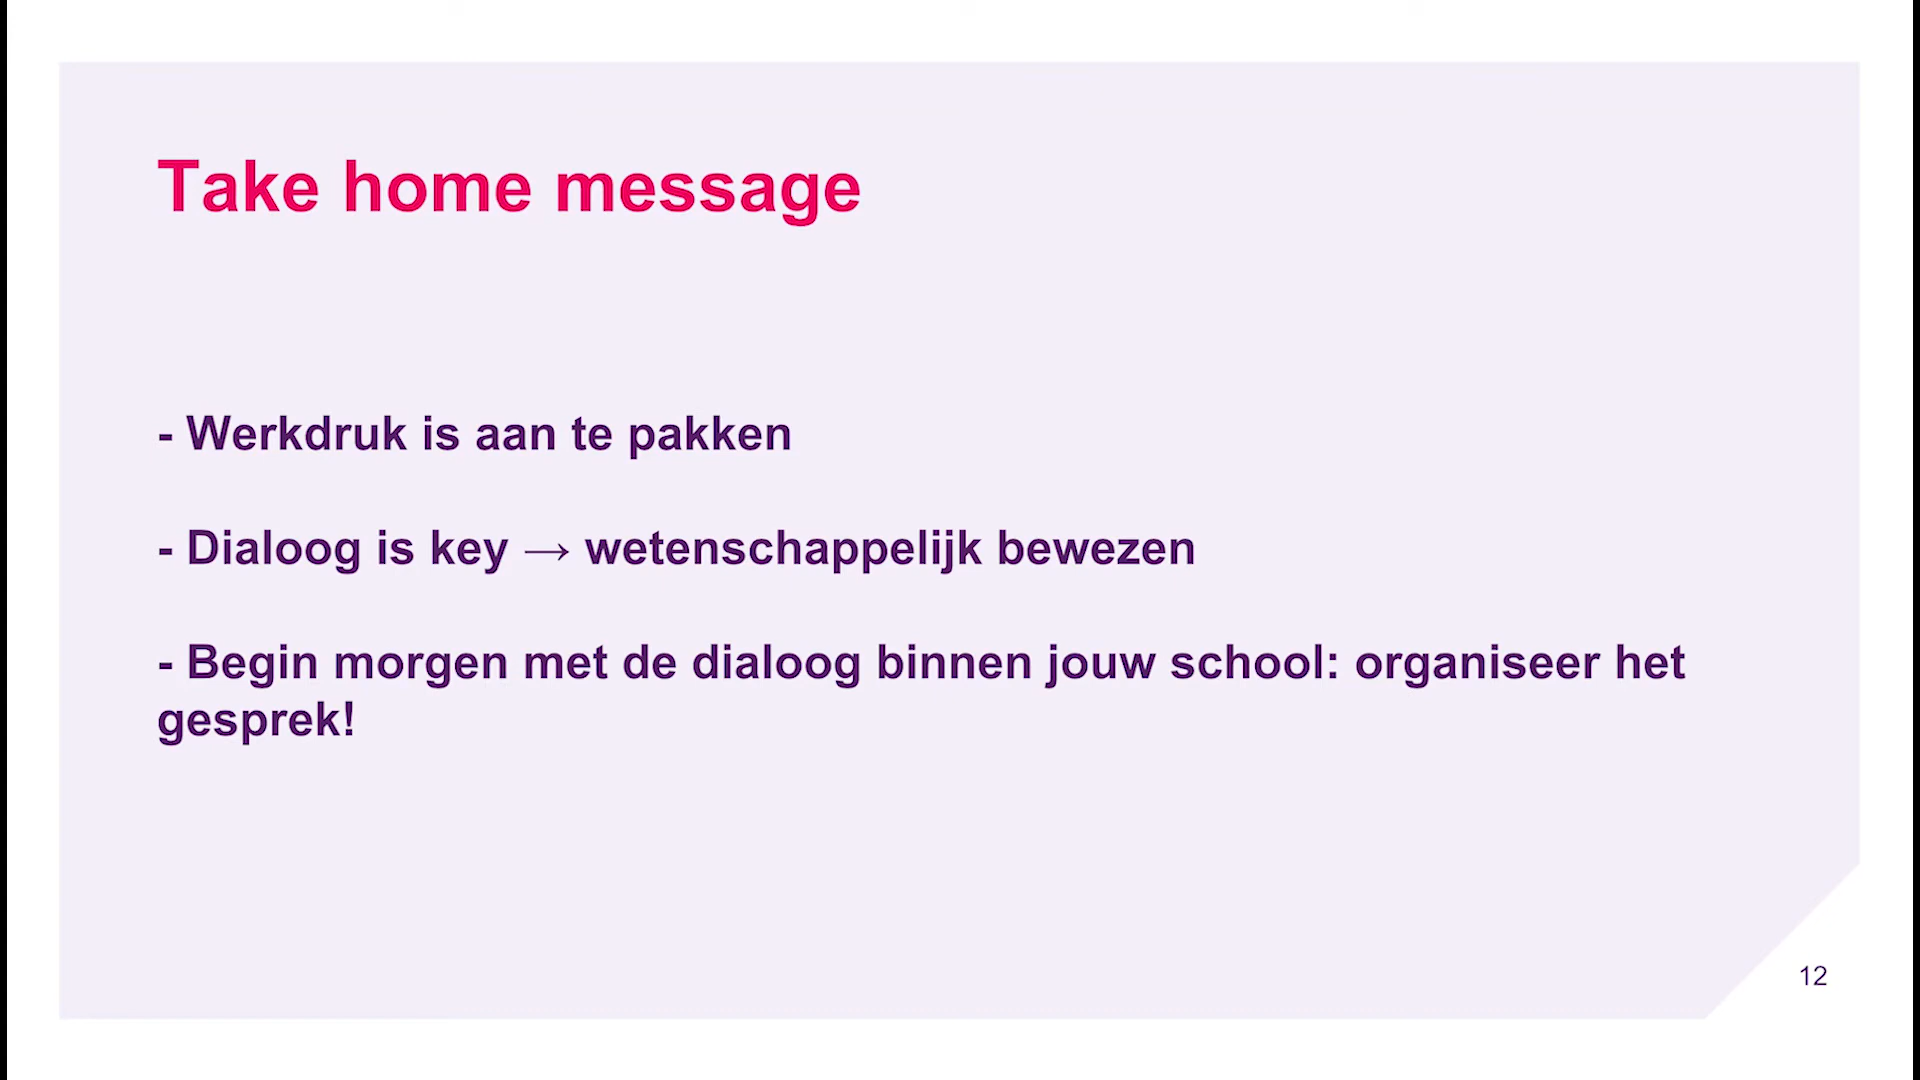 Take home message
- Werkdruk is aan te pakken
- Dialoog is key → wetenschappelijk bewezen
- Begin morgen met de dialoog binnen jouw school: organiseer het
gesprek!
12